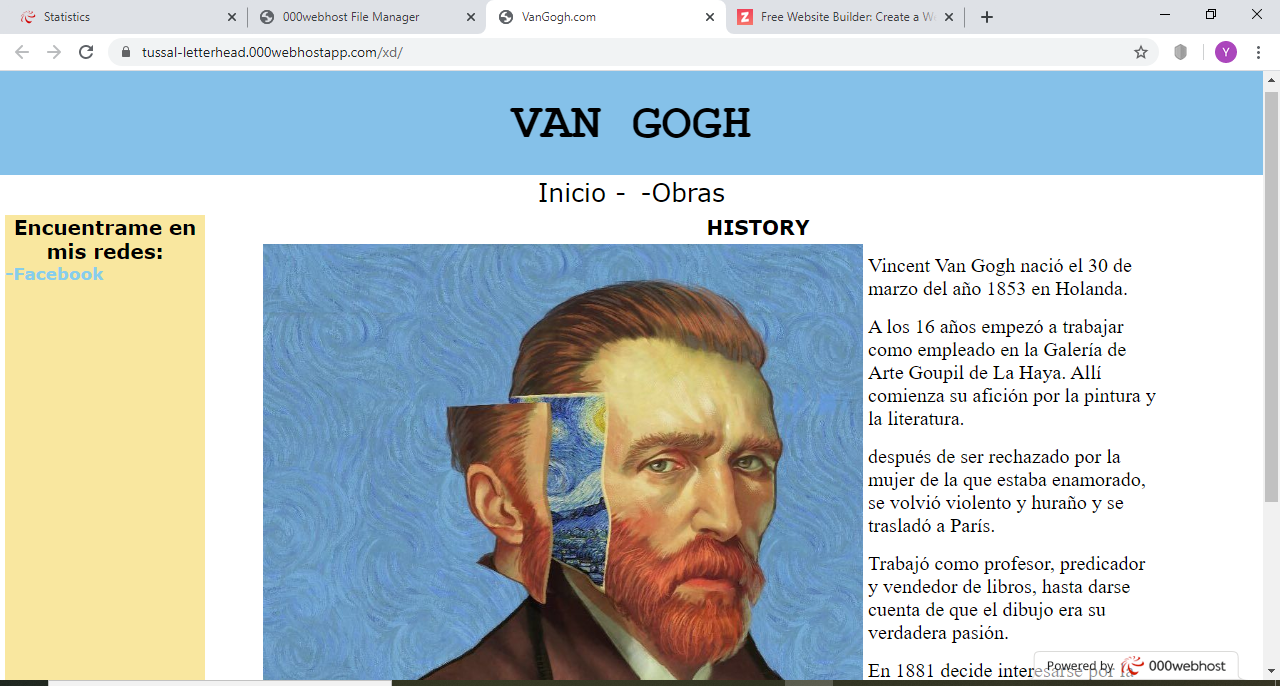 Statistics
000webhost File Manager
VanGogh.com
Free Website Builder: Create a W
tussal-letterhead.000webhostapp.com/xd/
Y
VAN GOGH
Inicio - -Obras
Encuentrame en
mis redes:
-Facebook
HISTORY
Vincent Van Gogh nació el 30 de
marzo del año 1853 en Holanda.
A los 16 años empezó a trabajar
como empleado en la Galería de
Arte Goupil de La Haya. Allí
comienza su afición por la pintura y
la literatura.
después de ser rechazado por la
mujer de la que estaba enamorado,
se volvió violento y huraño y se
trasladó a París.
Trabajó como profesor, predicador
y vendedor de libros, hasta darse
cuenta de que el dibujo era su
verdadera pasión.
En 1881 decide interesarse por la
Powered by 000webhost